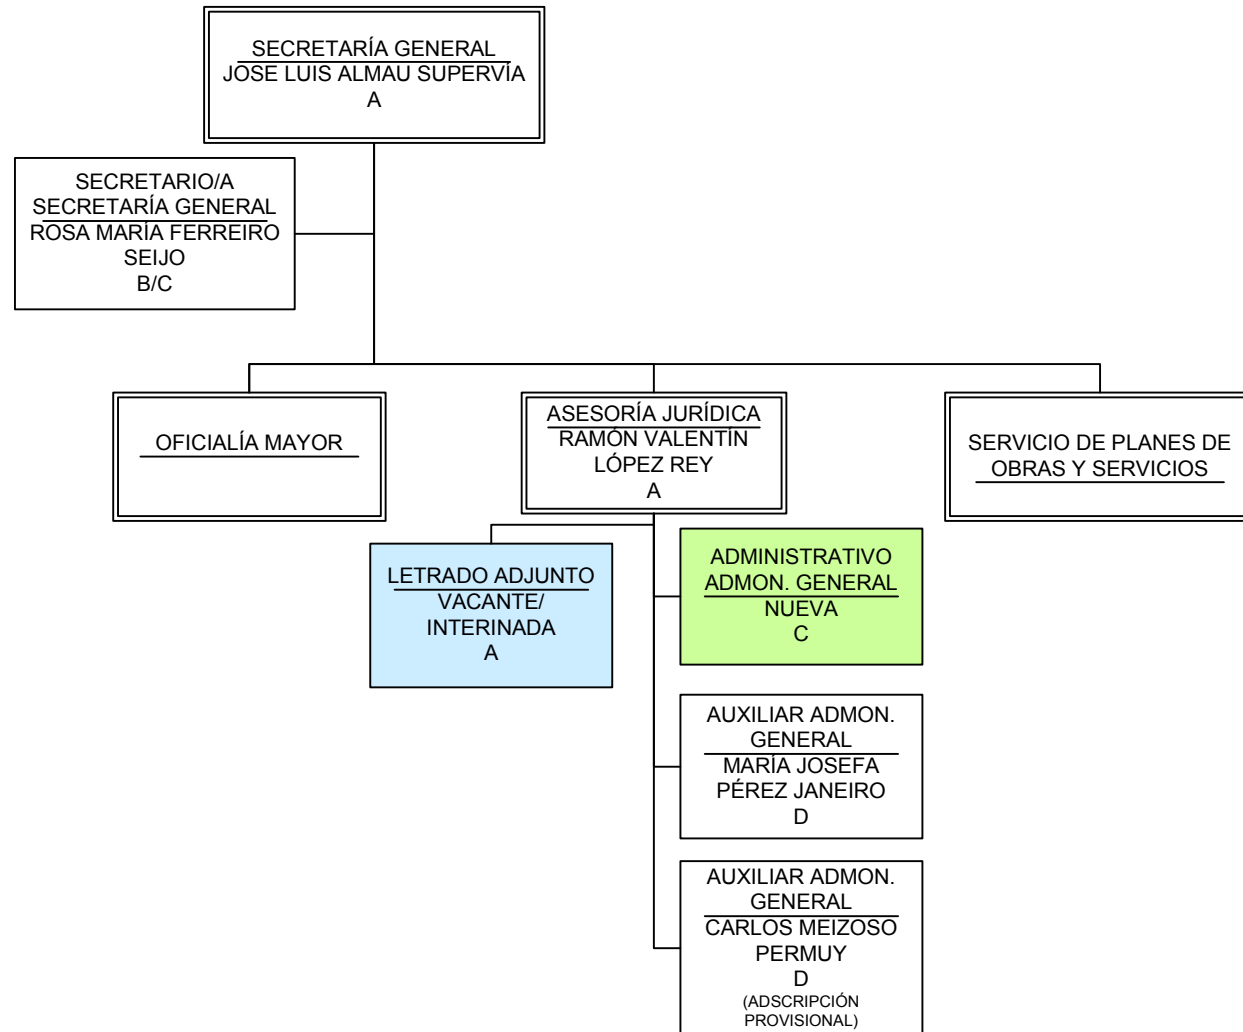 SECRETARÍA GENERAL
JOSE LUIS ALMAU SUPERVÍA
A
SECRETARIO/A
SECRETARÍA GENERAL
ROSA MARÍA FERREIRO
SEIJO
B/C
OFICIALÍA MAYOR
ASESORÍA JURÍDICA
RAMÓN VALENTÍN
LÓPEZ REY
A
SERVICIO DE PLANES DE
OBRAS Y SERVICIOS
LETRADO ADJUNTO
VACANTE/
INTERINADA
A
ADMINISTRATIVO
ADMON. GENERAL
NUEVA
C
AUXILIAR ADMON.
GENERAL
MARÍA JOSEFA
PÉREZ JANEIRO
D
AUXILIAR ADMON.
GENERAL
CARLOS MEIZOSO
PERMUY
D
(ADSCRIPCIÓN
PROVISIONAL)